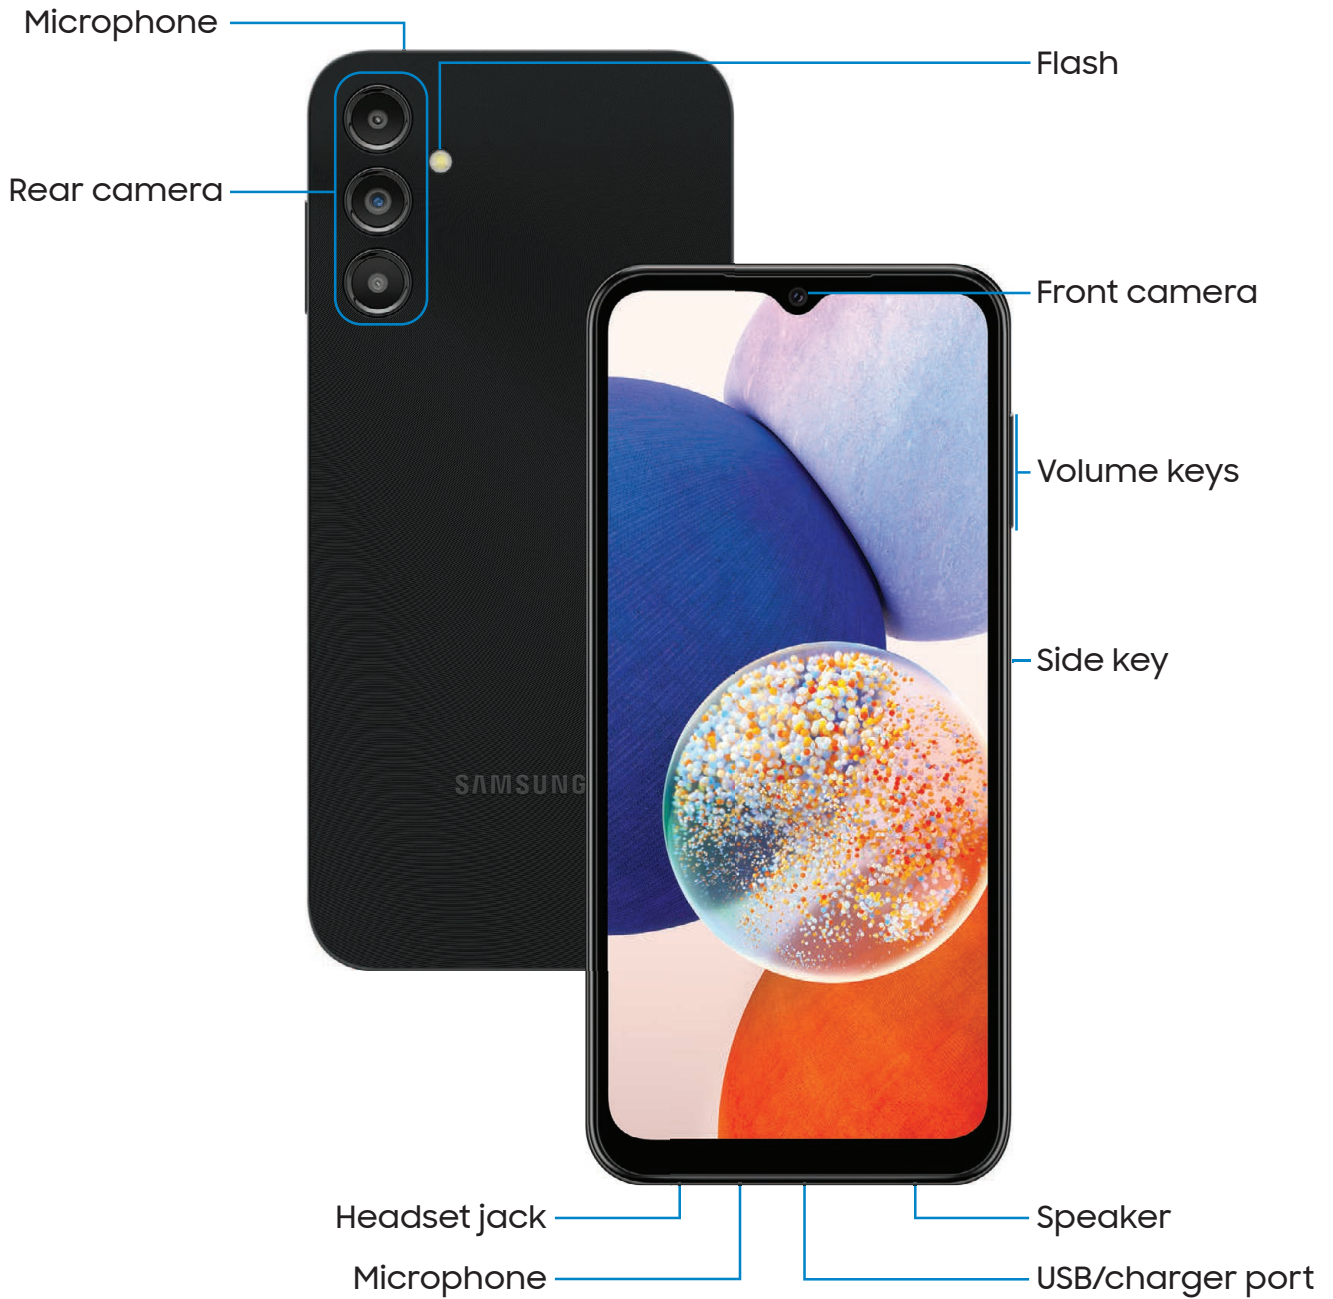 Microphone
Flash
Rear camera
Front camera
Volume keys
Side key
SAMSUNG
Headset jack
Speaker
Microphone
USB/charger port